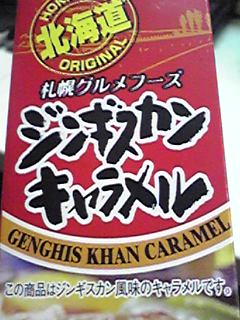 HOKKAIDO
北海道
ORIGINAL
札幌グルメフーズ
ジンギスカン
キャラメル
GENGHIS KHAN CARAMEL
この商品はジンギスカン風味のキャラメルです。